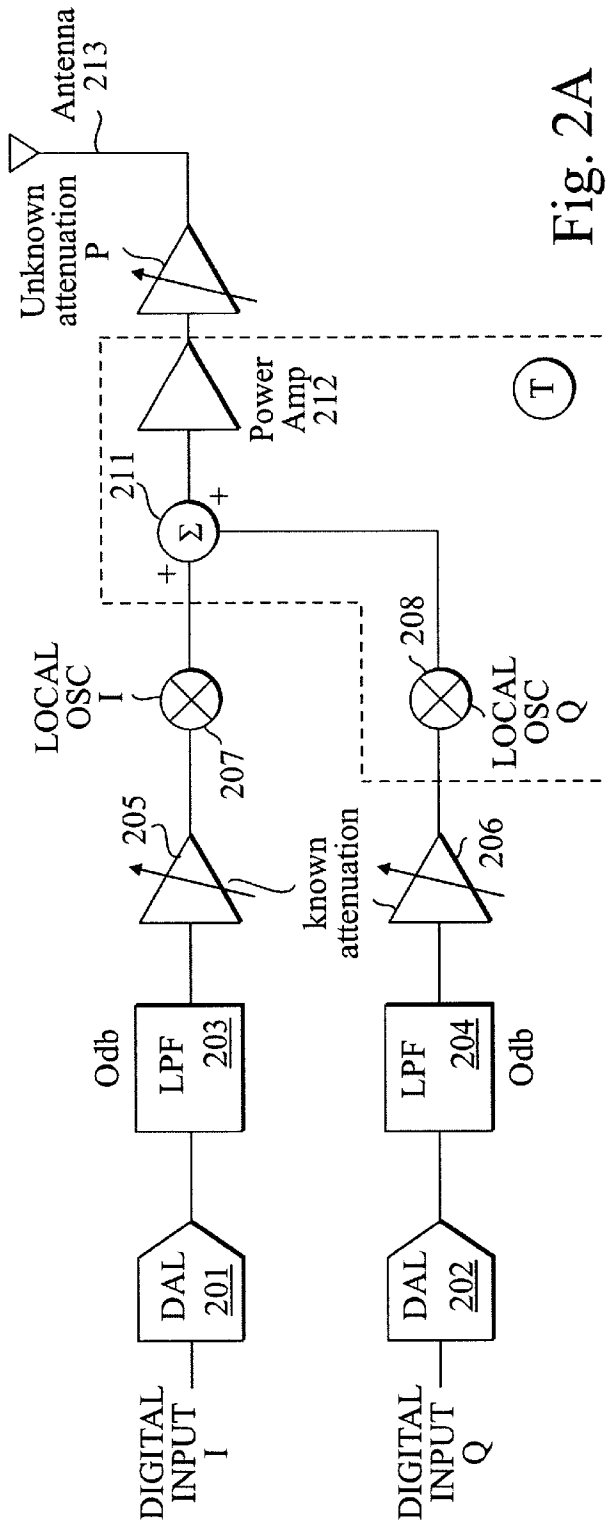 DIGITAL
INPUT
I
DAL
201
Odb
LPF
203
205
known
attenuation
LOCAL
OSC
I
207
+
211
Σ
+
Power
Amp
212
Unknown
attenuation
P
Antenna
213
DIGITAL
INPUT
Q
DAL
202
LPF
204
Odb
206
208
LOCAL
OSC
Q
T
Fig. 2A